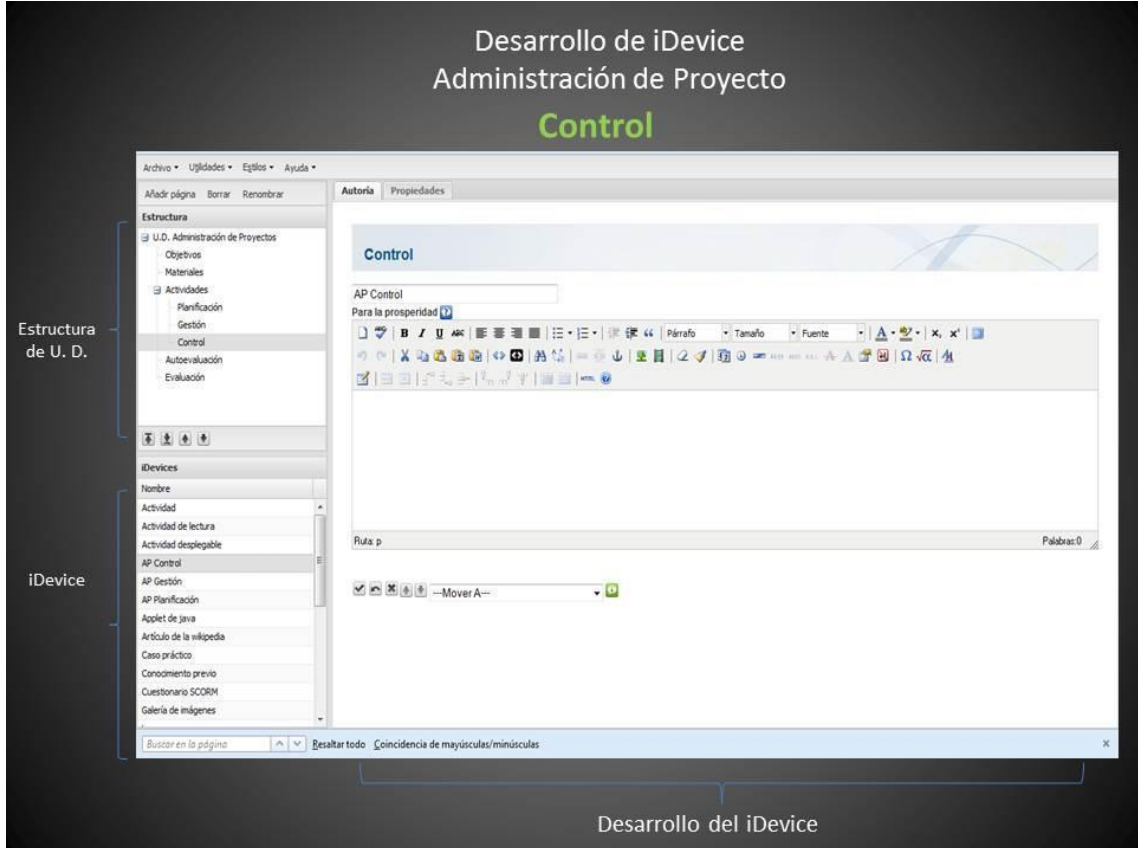 Desarrollo de iDevice
Administración de Proyecto
Control
Archivo Utilidades Estilos Ayuda
Añadir página Borrar Renombrar
Autoría Propiedades
Estructura
U.D. Administración de Proyectos
Objetivos
Materiales
Actividades
Planificación
Gestión
Control
Autoevaluación
Evaluación
Estructura
de U. D.
Control
AP Control
Para la prosperidad
B I U ABC Párrafo Tamaño Fuente A x, x'
HTML
Ruta: p Palabras:0
---Mover A---
iDevices
Nombre
Actividad
Actividad de lectura
Actividad desplegable
AP Control
AP Gestión
AP Planificación
Applet de java
Artículo de la wikipedia
Caso práctico
Conocimiento previo
Cuestionario SCORM
Galería de imágenes
iDevice
Buscar en la página Resaltar todo Coincidencia de mayúsculas/minúsculas x
Desarrollo del iDevice